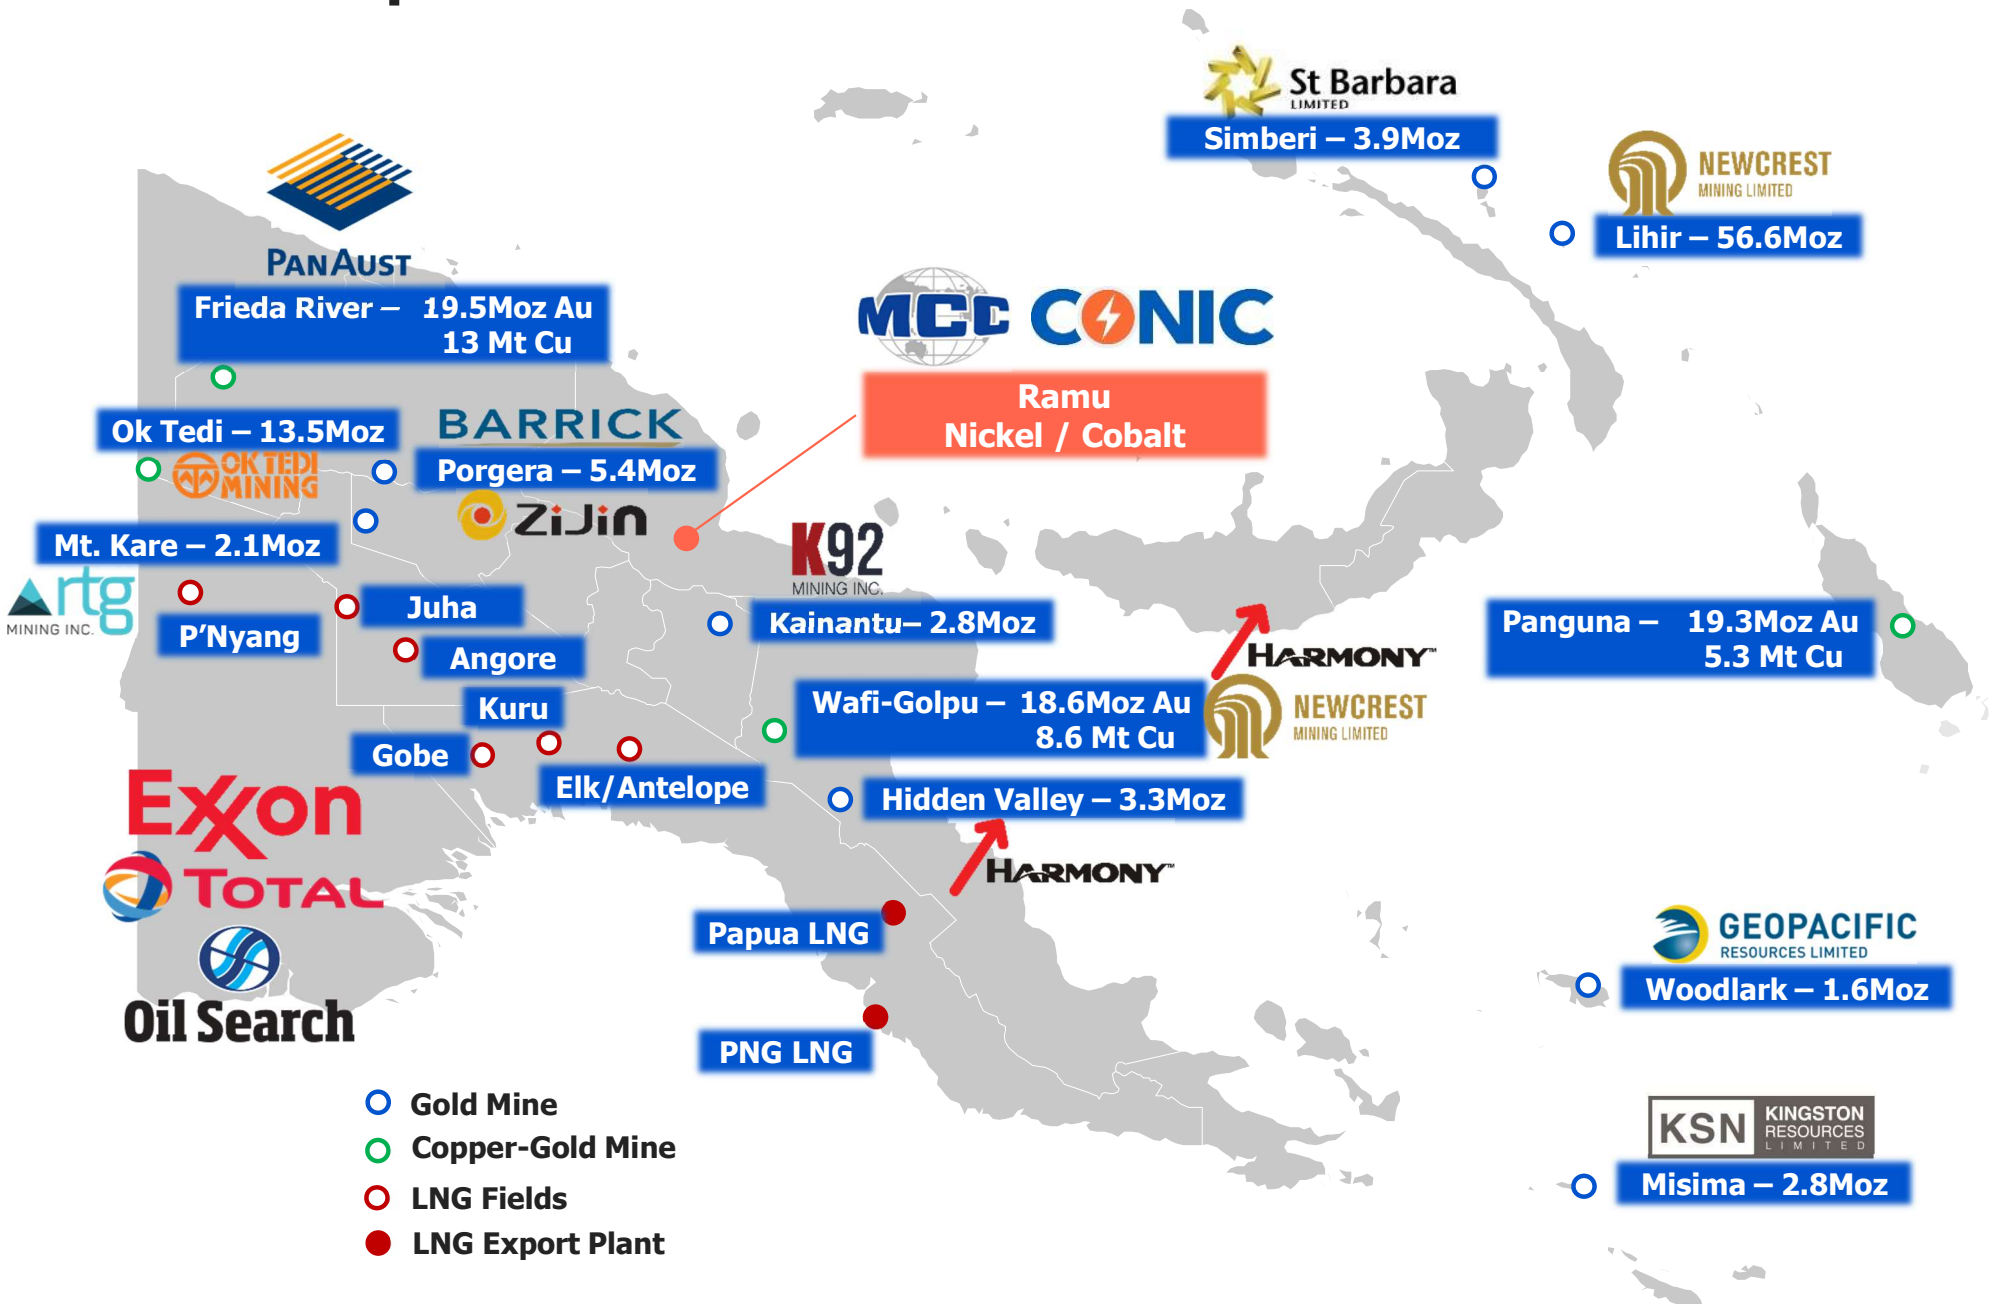 St Barbara
LIMITED
Simberi – 3.9Moz
NEWCREST
MINING LIMITED
Lihir – 56.6Moz
PANAUST
Frieda River – 19.5Moz Au
13 Mt Cu
MCC CONIC
Ramu
Nickel / Cobalt
Ok Tedi – 13.5Moz
OK TEDI
MINING
BARRICK
Porgera – 5.4Moz
ZiJin
Mt. Kare – 2.1Moz
Artg
MINING INC.
P'Nyang
Juha
Angore
Kuru
Gobe
Elk/Antelope
K92
MINING INC.
Kainantu– 2.8Moz
HARMONY™
Wafi-Golpu – 18.6Moz Au
8.6 Mt Cu
NEWCREST
MINING LIMITED
Panguna – 19.3Moz Au
5.3 Mt Cu
Hidden Valley – 3.3Moz
HARMONY™
Exxon
TOTAL
Oil Search
Papua LNG
PNG LNG
GEOPACIFIC
RESOURCES LIMITED
Woodlark – 1.6Moz
KSN KINGSTON
RESOURCES
LIMITED
Misima – 2.8Moz
Gold Mine
Copper-Gold Mine
LNG Fields
LNG Export Plant